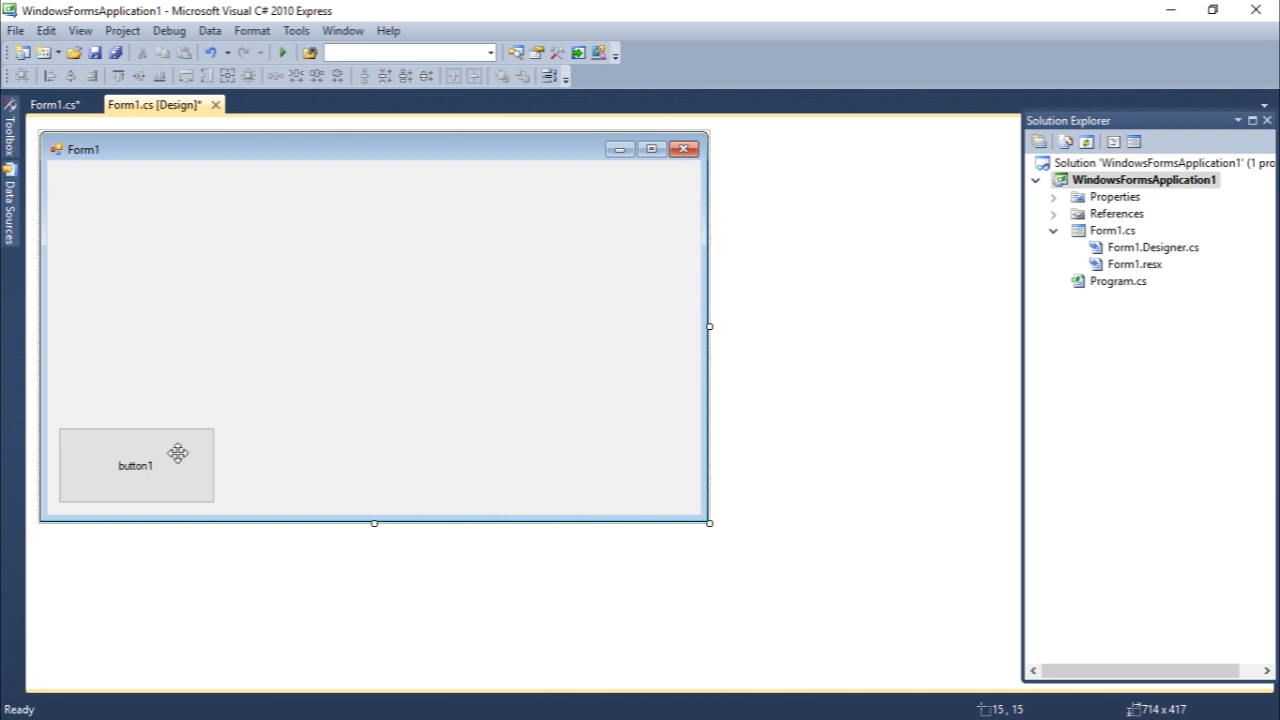 WindowsFormsApplication1 - Microsoft Visual C# 2010 Express
File Edit View Project Debug Data Format Tools Window Help
Form1.cs* Form1.cs [Design]*
Toolbox
Data Sources
Form1
button1
Solution Explorer
Solution 'WindowsFormsApplication1' (1 pro
WindowsFormsApplication1
Properties
References
Form1.cs
Form1.Designer.cs
Form1.resx
Program.cs
Ready
15, 15
714 x 417